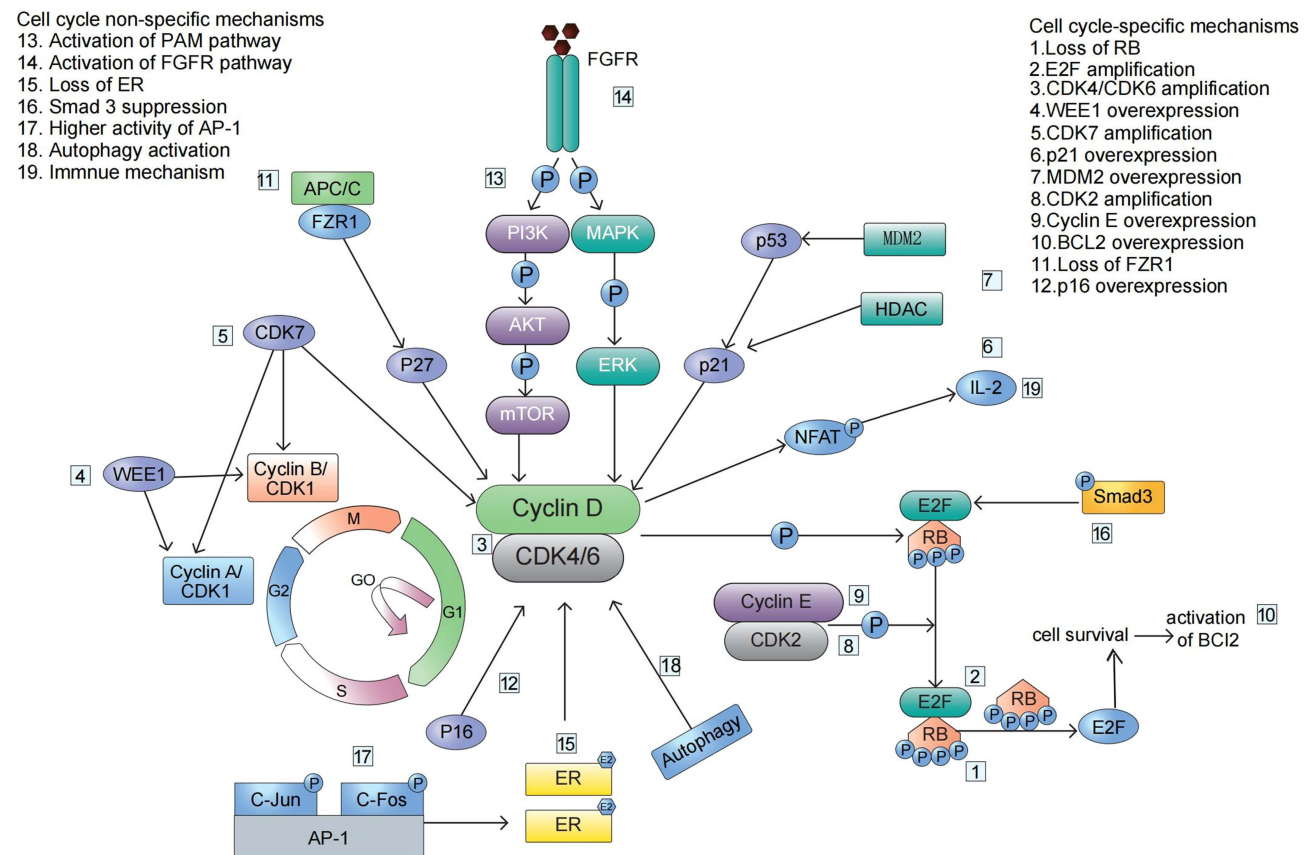 Cell cycle non-specific mechanisms
13. Activation of PAM pathway
14. Activation of FGFR pathway
15. Loss of ER
16. Smad 3 suppression
17. Higher activity of AP-1
18. Autophagy activation
19. Immnue mechanism
Cell cycle-specific mechanisms
1.Loss of RB
2.E2F amplification
3.CDK4/CDK6 amplification
4.WEE1 overexpression
5.CDK7 amplification
6.p21 overexpression
7.MDM2 overexpression
8.CDK2 amplification
9.Cyclin E overexpression
10.BCL2 overexpression
11.Loss of FZR1
12.p16 overexpression
FGFR
14
11
APC/C
FZR1
13
P
P
PI3K
MAPK
P
P
AKT
P
ERK
mTOR
p53
MDM2
7
HDAC
p21
6
IL-2
19
NFAT
P
5
CDK7
P27
4
WEE1
Cyclin B/
CDK1
Cyclin A/
CDK1
M
G1
S
G2
GO
Cyclin D
3
CDK4/6
P
E2F
RB
P
P
P
P
Smad3
16
Cyclin E
9
CDK2
8
P
cell survival
activation
of BCl2
10
2
E2F
RB
P
P
P
P
1
RB
P
P
P
P
E2F
12
P16
15
18
Autophagy
ER
E2
ER
E2
17
C-Jun
P
C-Fos
P
AP-1